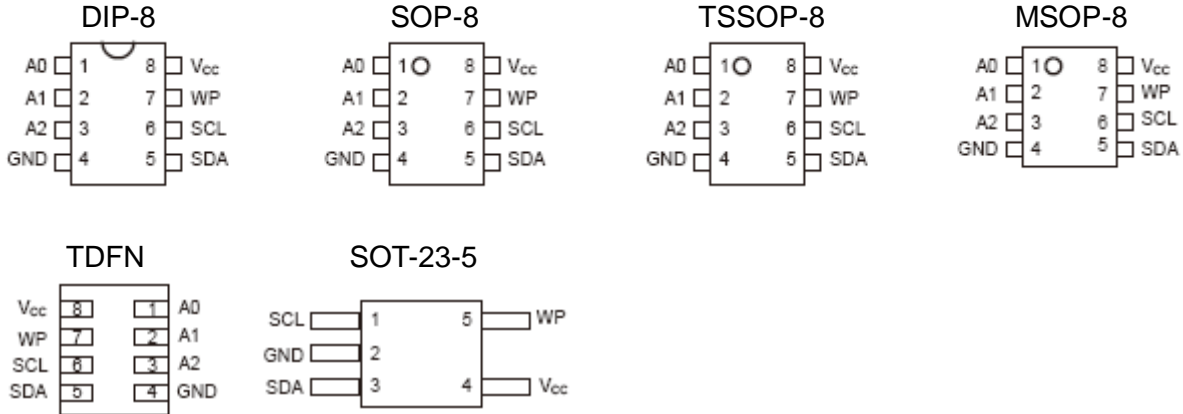 DIP-8 SOP-8 TSSOP-8 MSOP-8
A0 1 8 Vcc A0 1 8 Vcc A0 1 8 Vcc A0 1 8 Vcc
A1 2 7 WP A1 2 7 WP A1 2 7 WP A1 2 7 WP
A2 3 6 SCL A2 3 6 SCL A2 3 6 SCL A2 3 6 SCL
GND 4 5 SDA GND 4 5 SDA GND 4 5 SDA GND 4 5 SDA
TDFN SOT-23-5
Vcc 8 1 A0
WP 7 2 A1
SCL 6 3 A2
SDA 5 4 GND
SCL 1 5 WP
GND 2
SDA 3 4 Vcc